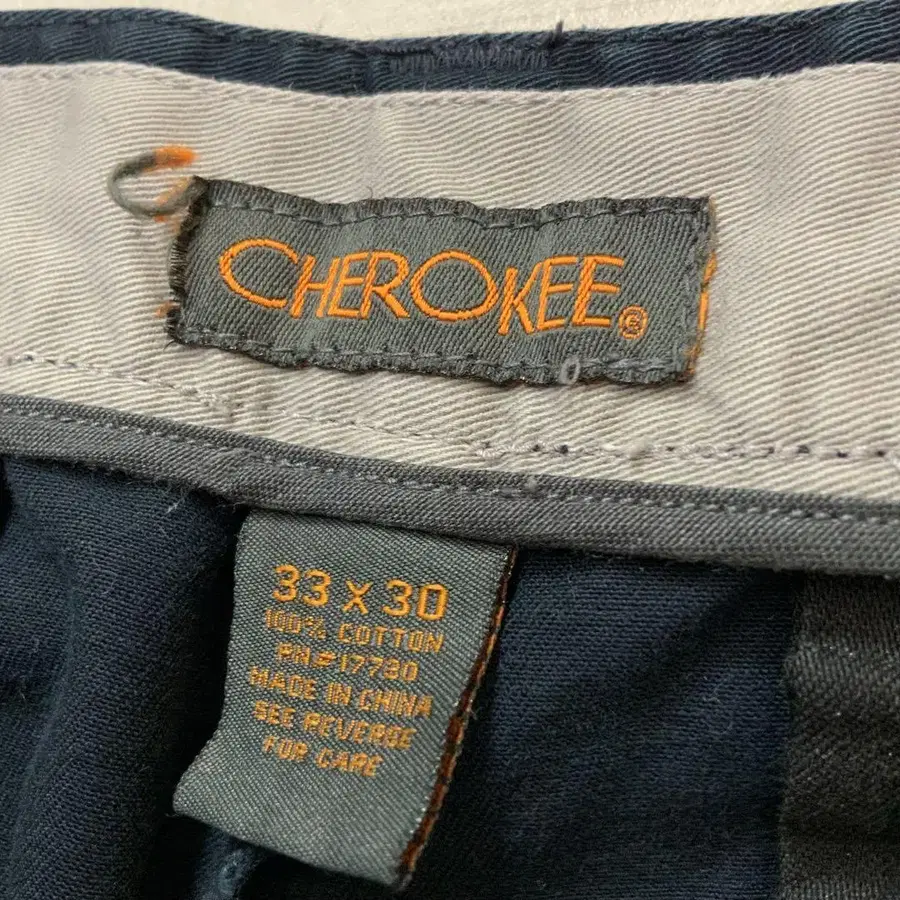 CHEROKEE®
33 X 30
100% COTTON
RN#17730
MADE IN CHINA
SEE REVERSE
FOR CARE